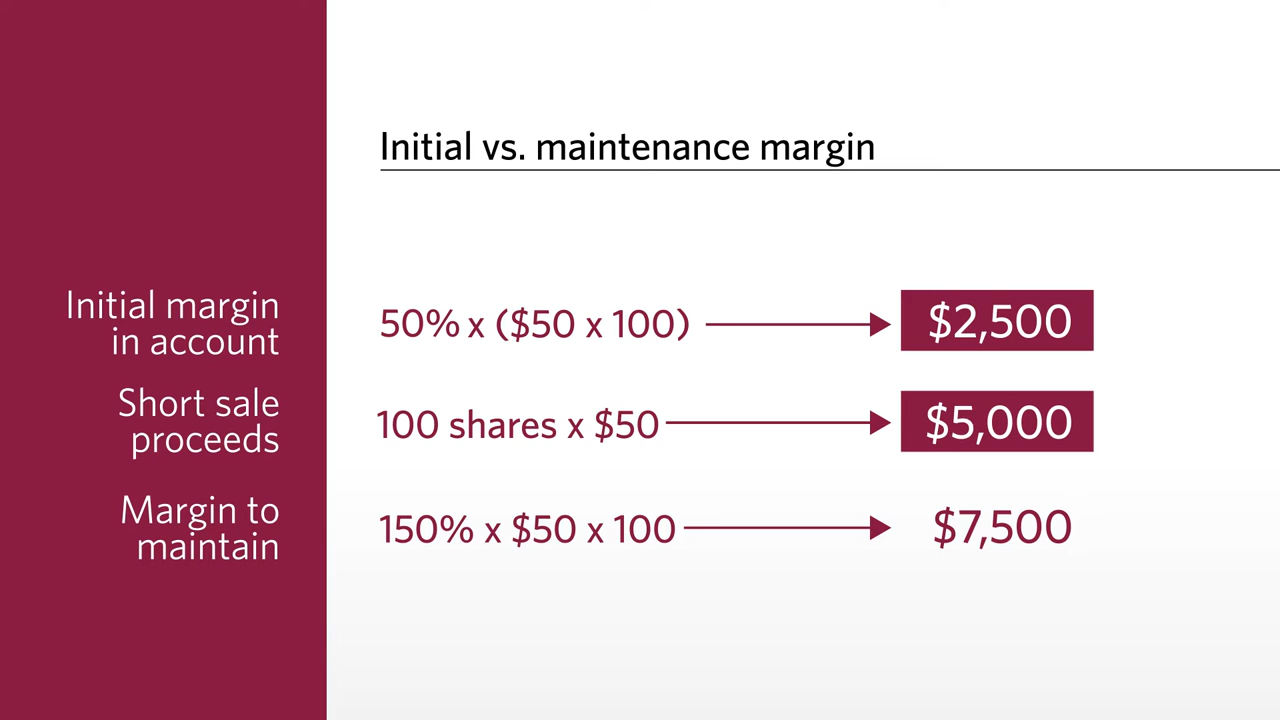 Initial vs. maintenance margin
Initial margin
in account
50% x ($50 x 100)
$2,500
Short sale
proceeds
100 shares x $50
$5,000
Margin to
maintain
150% x $50 x 100
$7,500